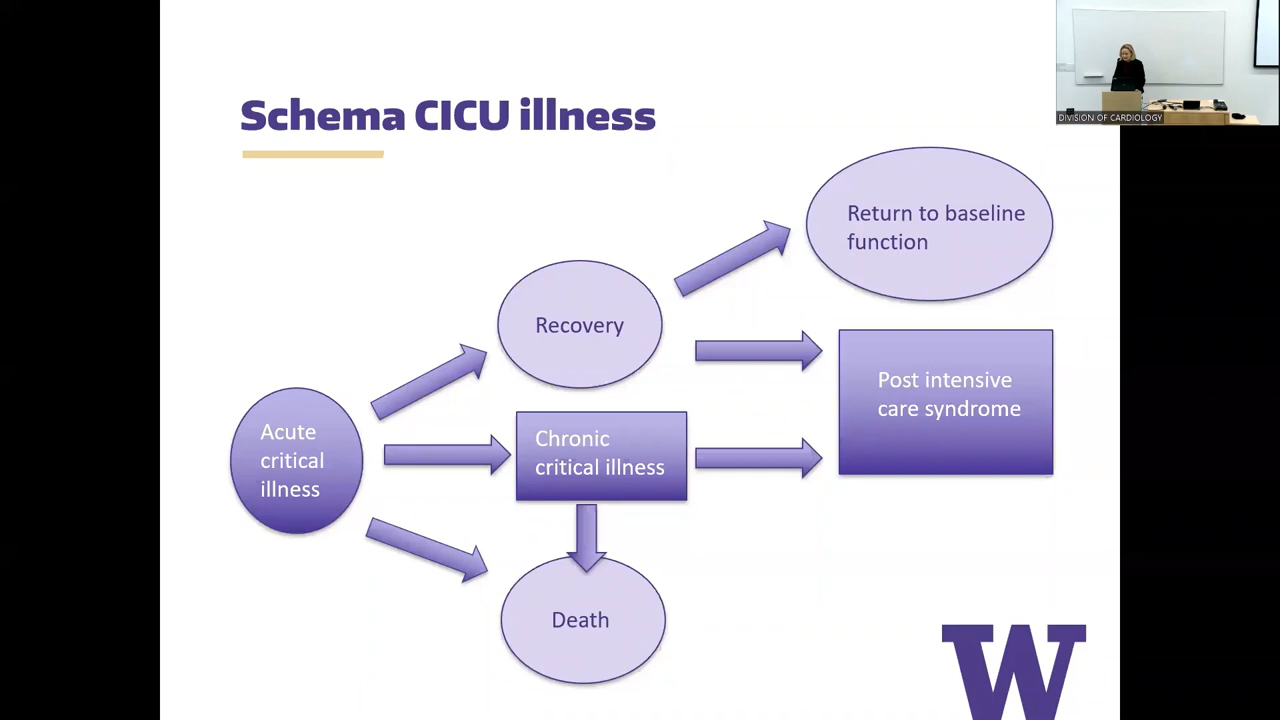 Schema CICU illness
DIVISION OF CARDIOLOGY
Return to baseline
function
Recovery
Post intensive
care syndrome
Acute
critical
illness
Chronic
critical illness
Death
W